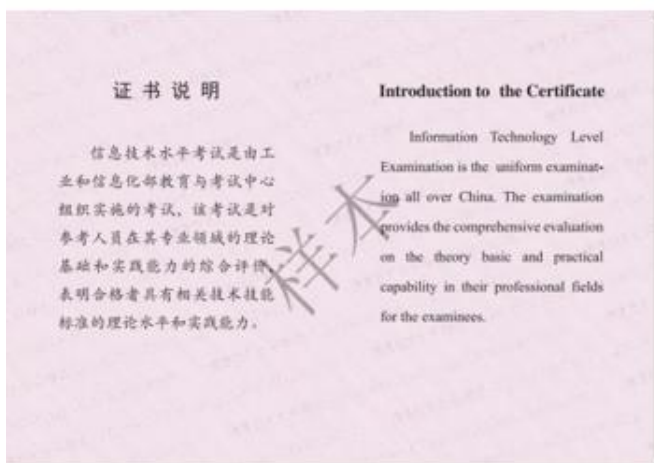 证书说明
信息技术水平考试是由工
业和信息化部教育与考试中心
组织实施的考试，该考试是对
参考人员在其专业领域的理论
基础和实践能力的综合评价，
表明合格者具有相关技术技能
标准的理论水平和实践能力。
Introduction to the Certificate
Information Technology Level
Examination is the uniform examinat-
ion all over China. The examination
provides the comprehensive evaluation
on the theory basic and practical
capability in their professional fields
for the examinees.
样本